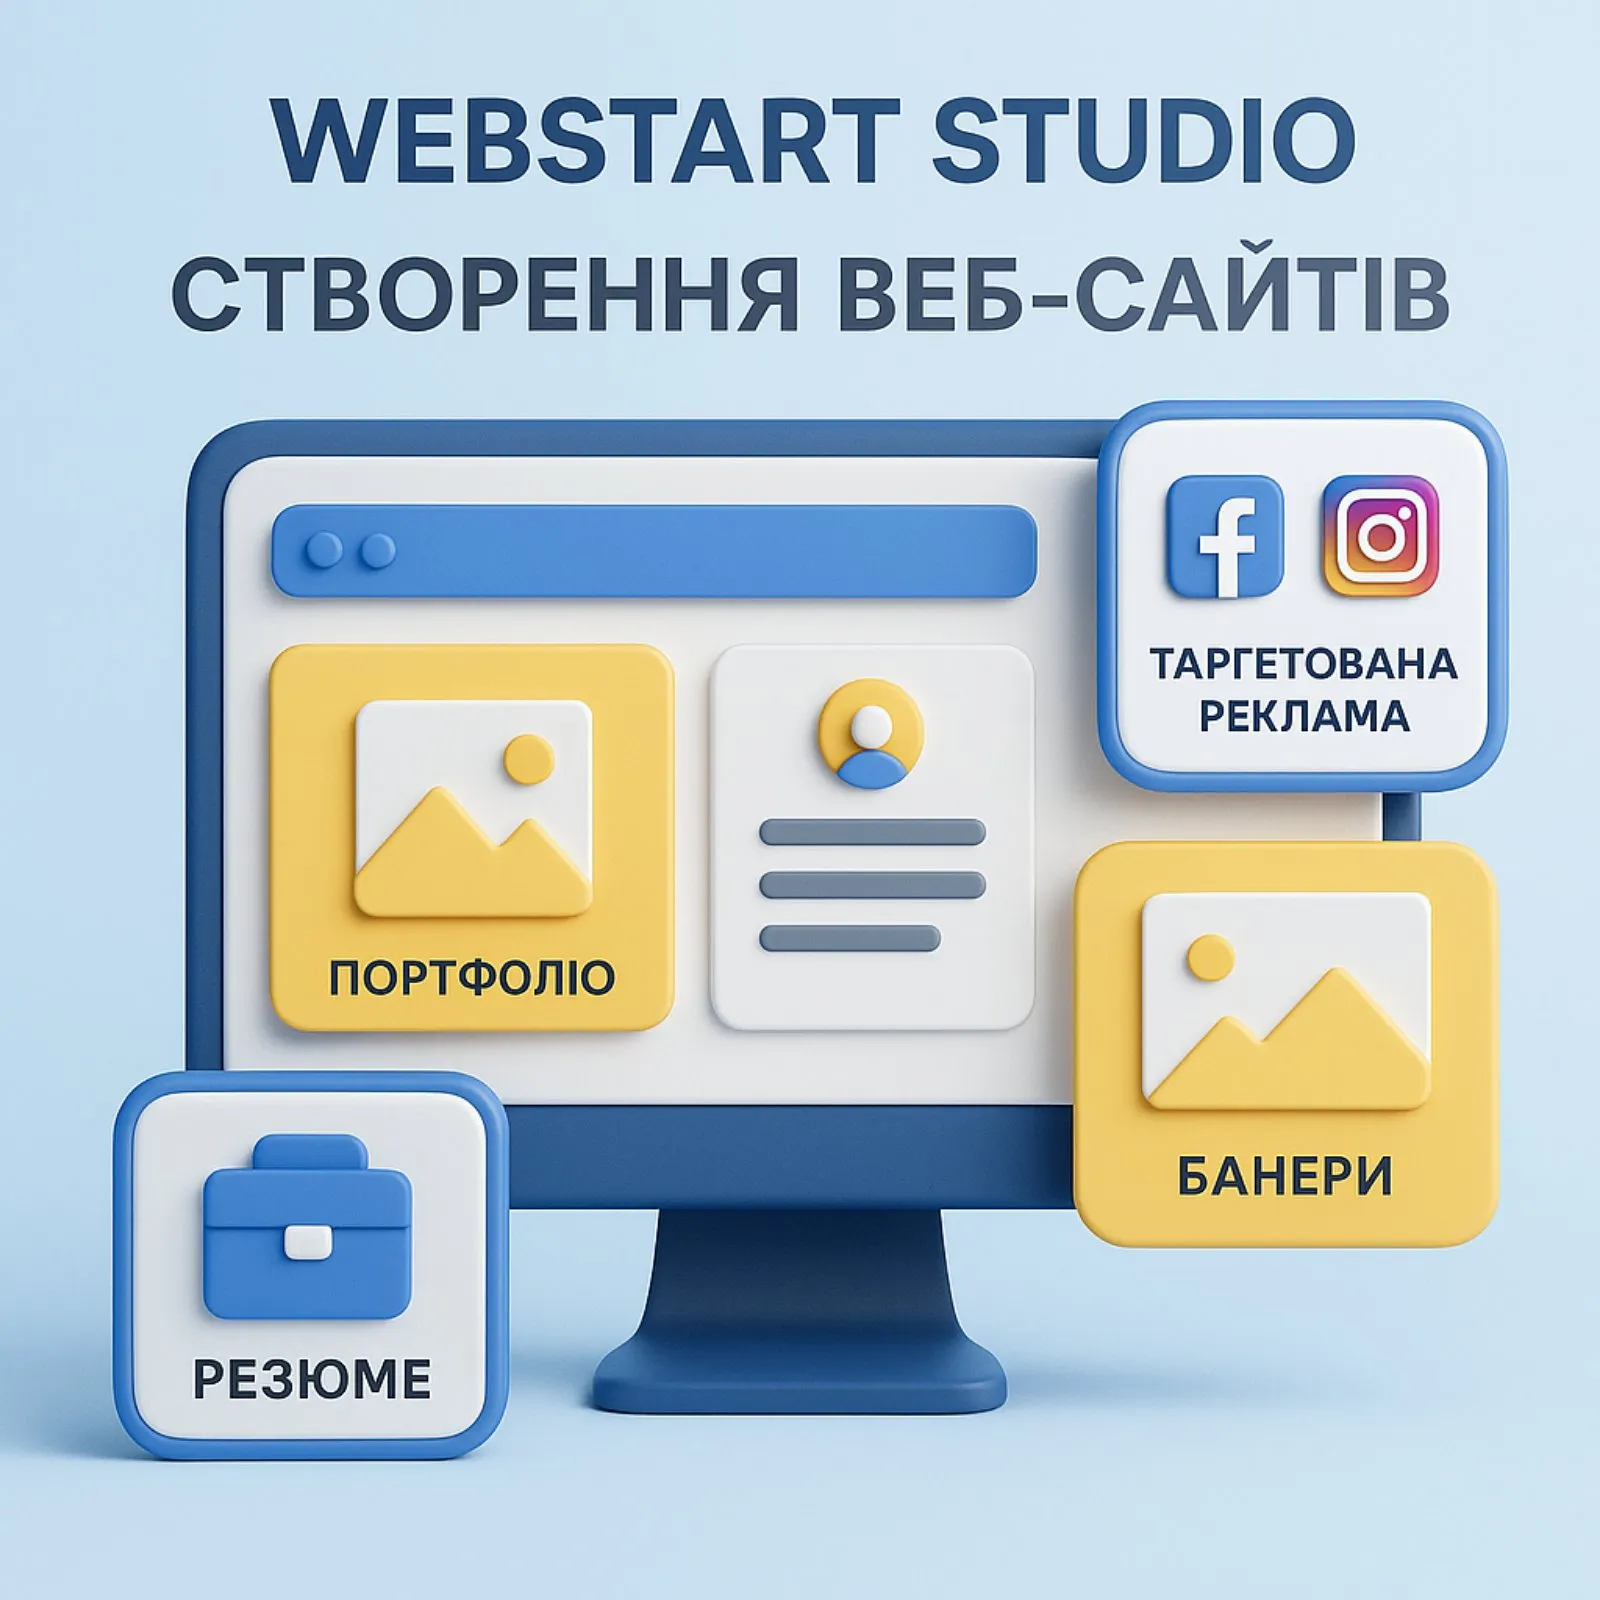 WEBSTART STUDIO
СТВОРЕННЯ ВЕБ-САЙТІВ
ТАРГЕТОВАНА
РЕКЛАМА
ПОРТФОЛІО
БАНЕРИ
РЕЗЮМЕ